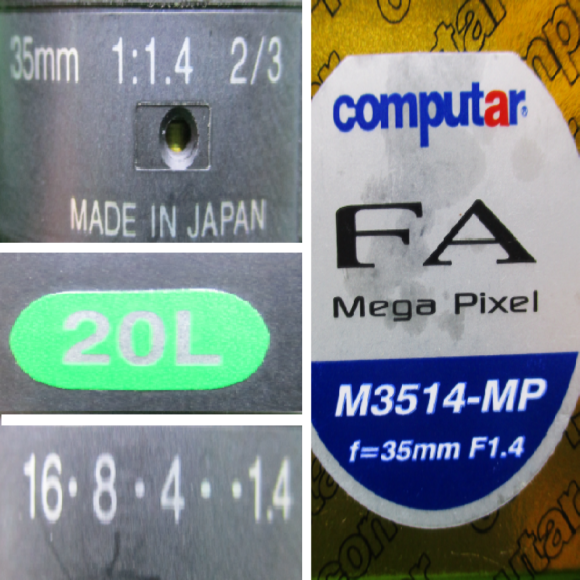 35mm 1:1.4 2/3
MADE IN JAPAN
20L
16 · 8 · 4 · · 1.4
computar
FA
Mega Pixel
M3514-MP
f=35mm F1.4